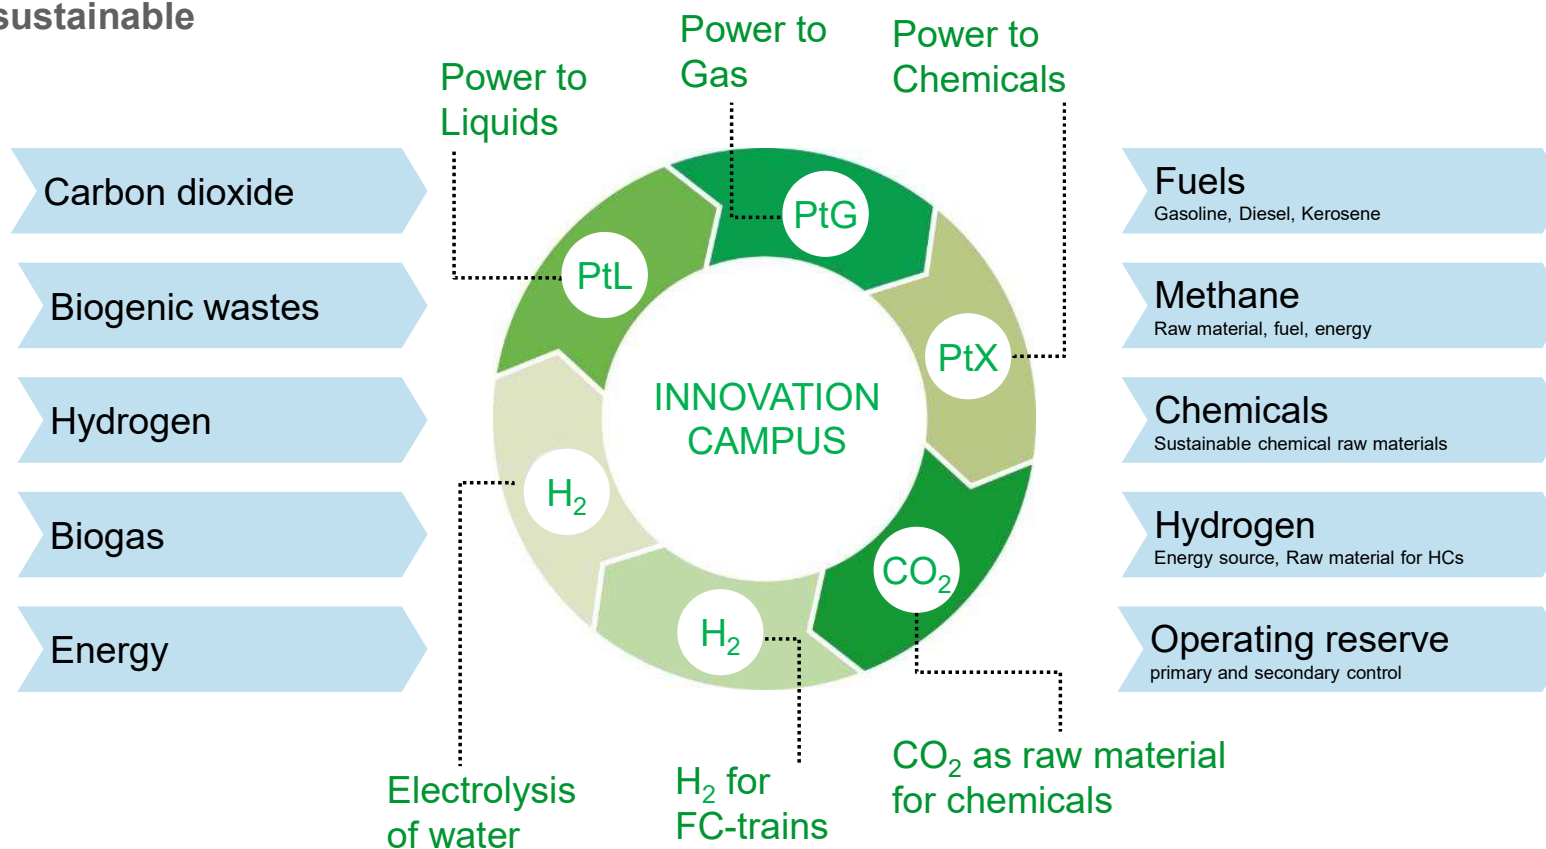 sustainable
Power to
Liquids
Power to
Gas
Power to
Chemicals
Carbon dioxide
Biogenic wastes
Hydrogen
Biogas
Energy
PtL
PtG
PtX
H₂
H₂
CO₂
INNOVATION
CAMPUS
Fuels
Gasoline, Diesel, Kerosene
Methane
Raw material, fuel, energy
Chemicals
Sustainable chemical raw materials
Hydrogen
Energy source, Raw material for HCs
Operating reserve
primary and secondary control
Electrolysis
of water
H₂ for
FC-trains
CO₂ as raw material
for chemicals